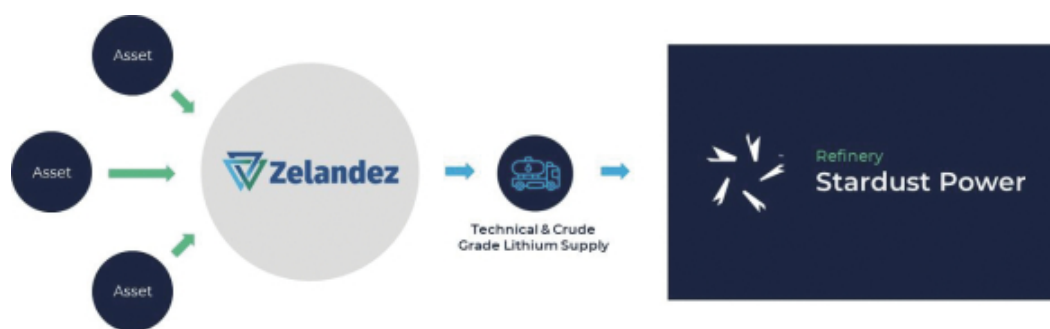 Asset
Asset
Asset
Zelandez
Technical & Crude
Grade Lithium Supply
Refinery
Stardust Power